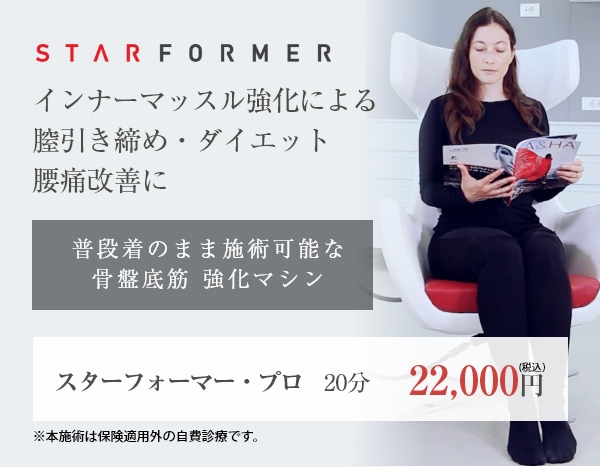 STARFORMER
インナーマッスル強化による
膣引き締め・ダイエット
腰痛改善に
普段着のまま施術可能な
骨盤底筋 強化マシン
スターフォーマー・プロ 20分 22,000円(税込)
※本施術は保険適用外の自費診療です。
A&HA